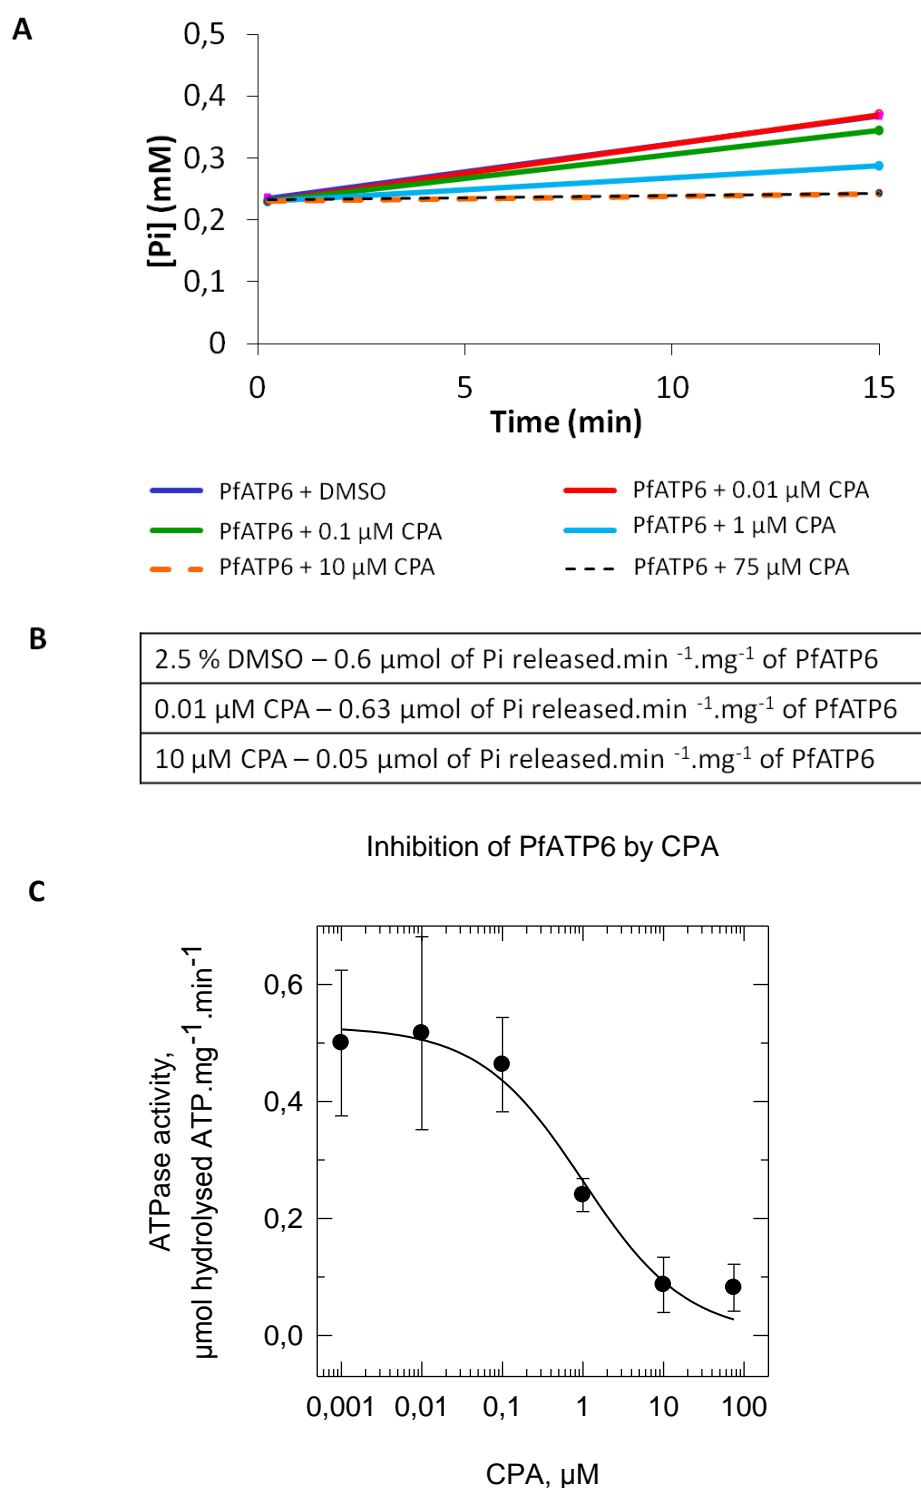 A
[Pi] (mM)
0,5
0,4
0,3
0,2
0,1
0
0 5 10 15
Time (min)
PfATP6 + DMSO
PfATP6 + 0.01 µM CPA
PfATP6 + 0.1 µM CPA
PfATP6 + 1 µM CPA
PfATP6 + 10 µM CPA
PfATP6 + 75 µM CPA
B
2.5 % DMSO – 0.6 µmol of Pi released.min ⁻¹.mg⁻¹ of PfATP6
0.01 µM CPA – 0.63 µmol of Pi released.min ⁻¹.mg⁻¹ of PfATP6
10 µM CPA – 0.05 µmol of Pi released.min ⁻¹.mg⁻¹ of PfATP6
Inhibition of PfATP6 by CPA
C
ATPase activity,
µmol hydrolysed ATP.mg⁻¹.min⁻¹
0,6
0,4
0,2
0,0
0,001 0,01 0,1 1 10 100
CPA, µM